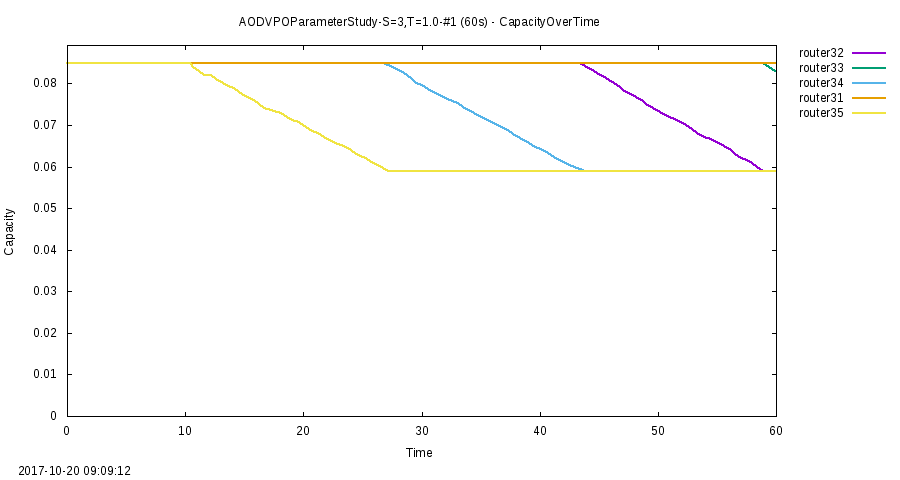 AODVPOParameterStudy-S=3,T=1.0-#1 (60s) - CapacityOverTime
router32
router33
router34
router31
router35
0.08
0.07
0.06
0.05
0.04
0.03
0.02
0.01
0
Capacity
0 10 20 30 40 50 60
Time
2017-10-20 09:09:12